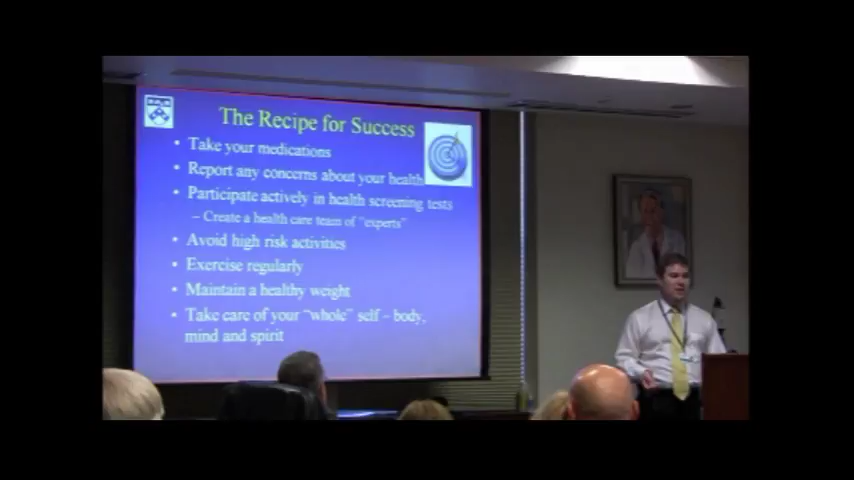 The Recipe for Success
• Take your medications
• Report any concerns about your health
• Participate actively in health screening tests
– Create a health care team of "experts"
• Avoid high risk activities
• Exercise regularly
• Maintain a healthy weight
• Take care of your "whole" self – body,
mind and spirit